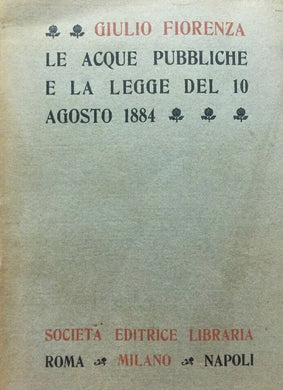 GIULIO FIORENZA
LE ACQUE PUBBLICHE
E LA LEGGE DEL 10
AGOSTO 1884
SOCIETÀ EDITRICE LIBRARIA
ROMA MILANO NAPOLI